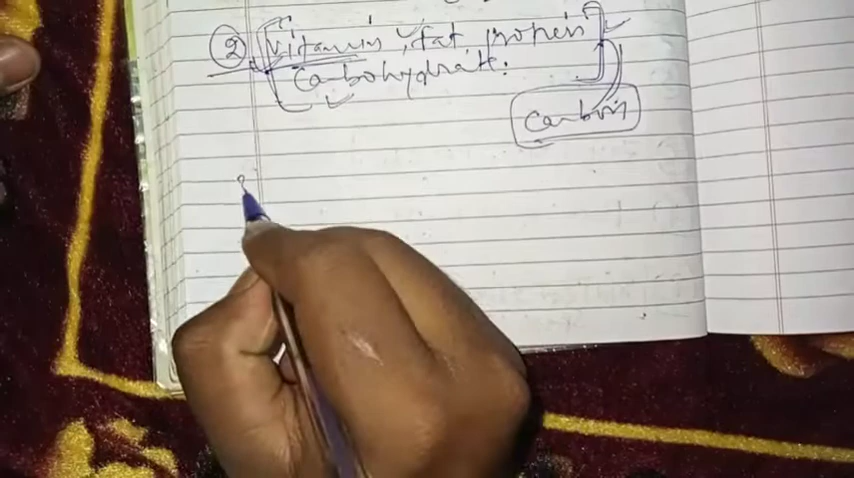 ② vitamin, fat, protein
Carbohydrate.
Carbon